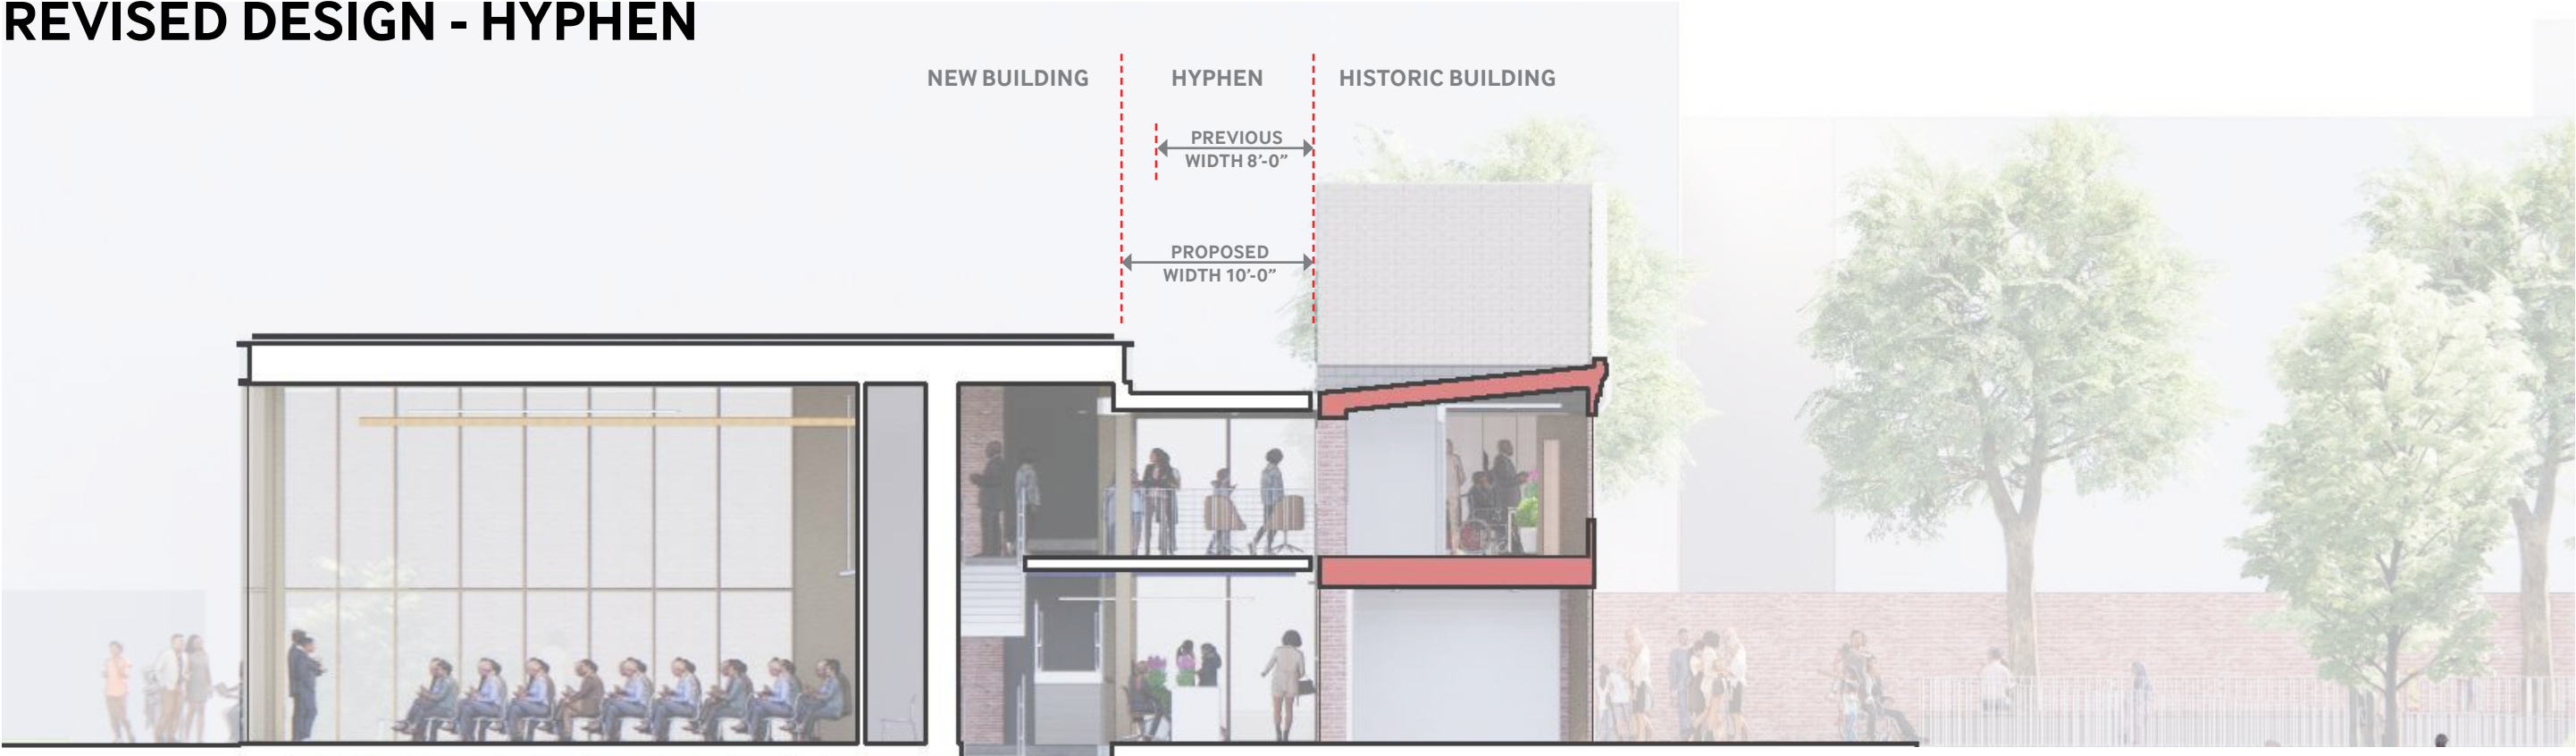 REVISED DESIGN - HYPHEN
NEW BUILDING
HYPHEN
HISTORIC BUILDING
PREVIOUS
WIDTH 8'-0"
PROPOSED
WIDTH 10'-0"